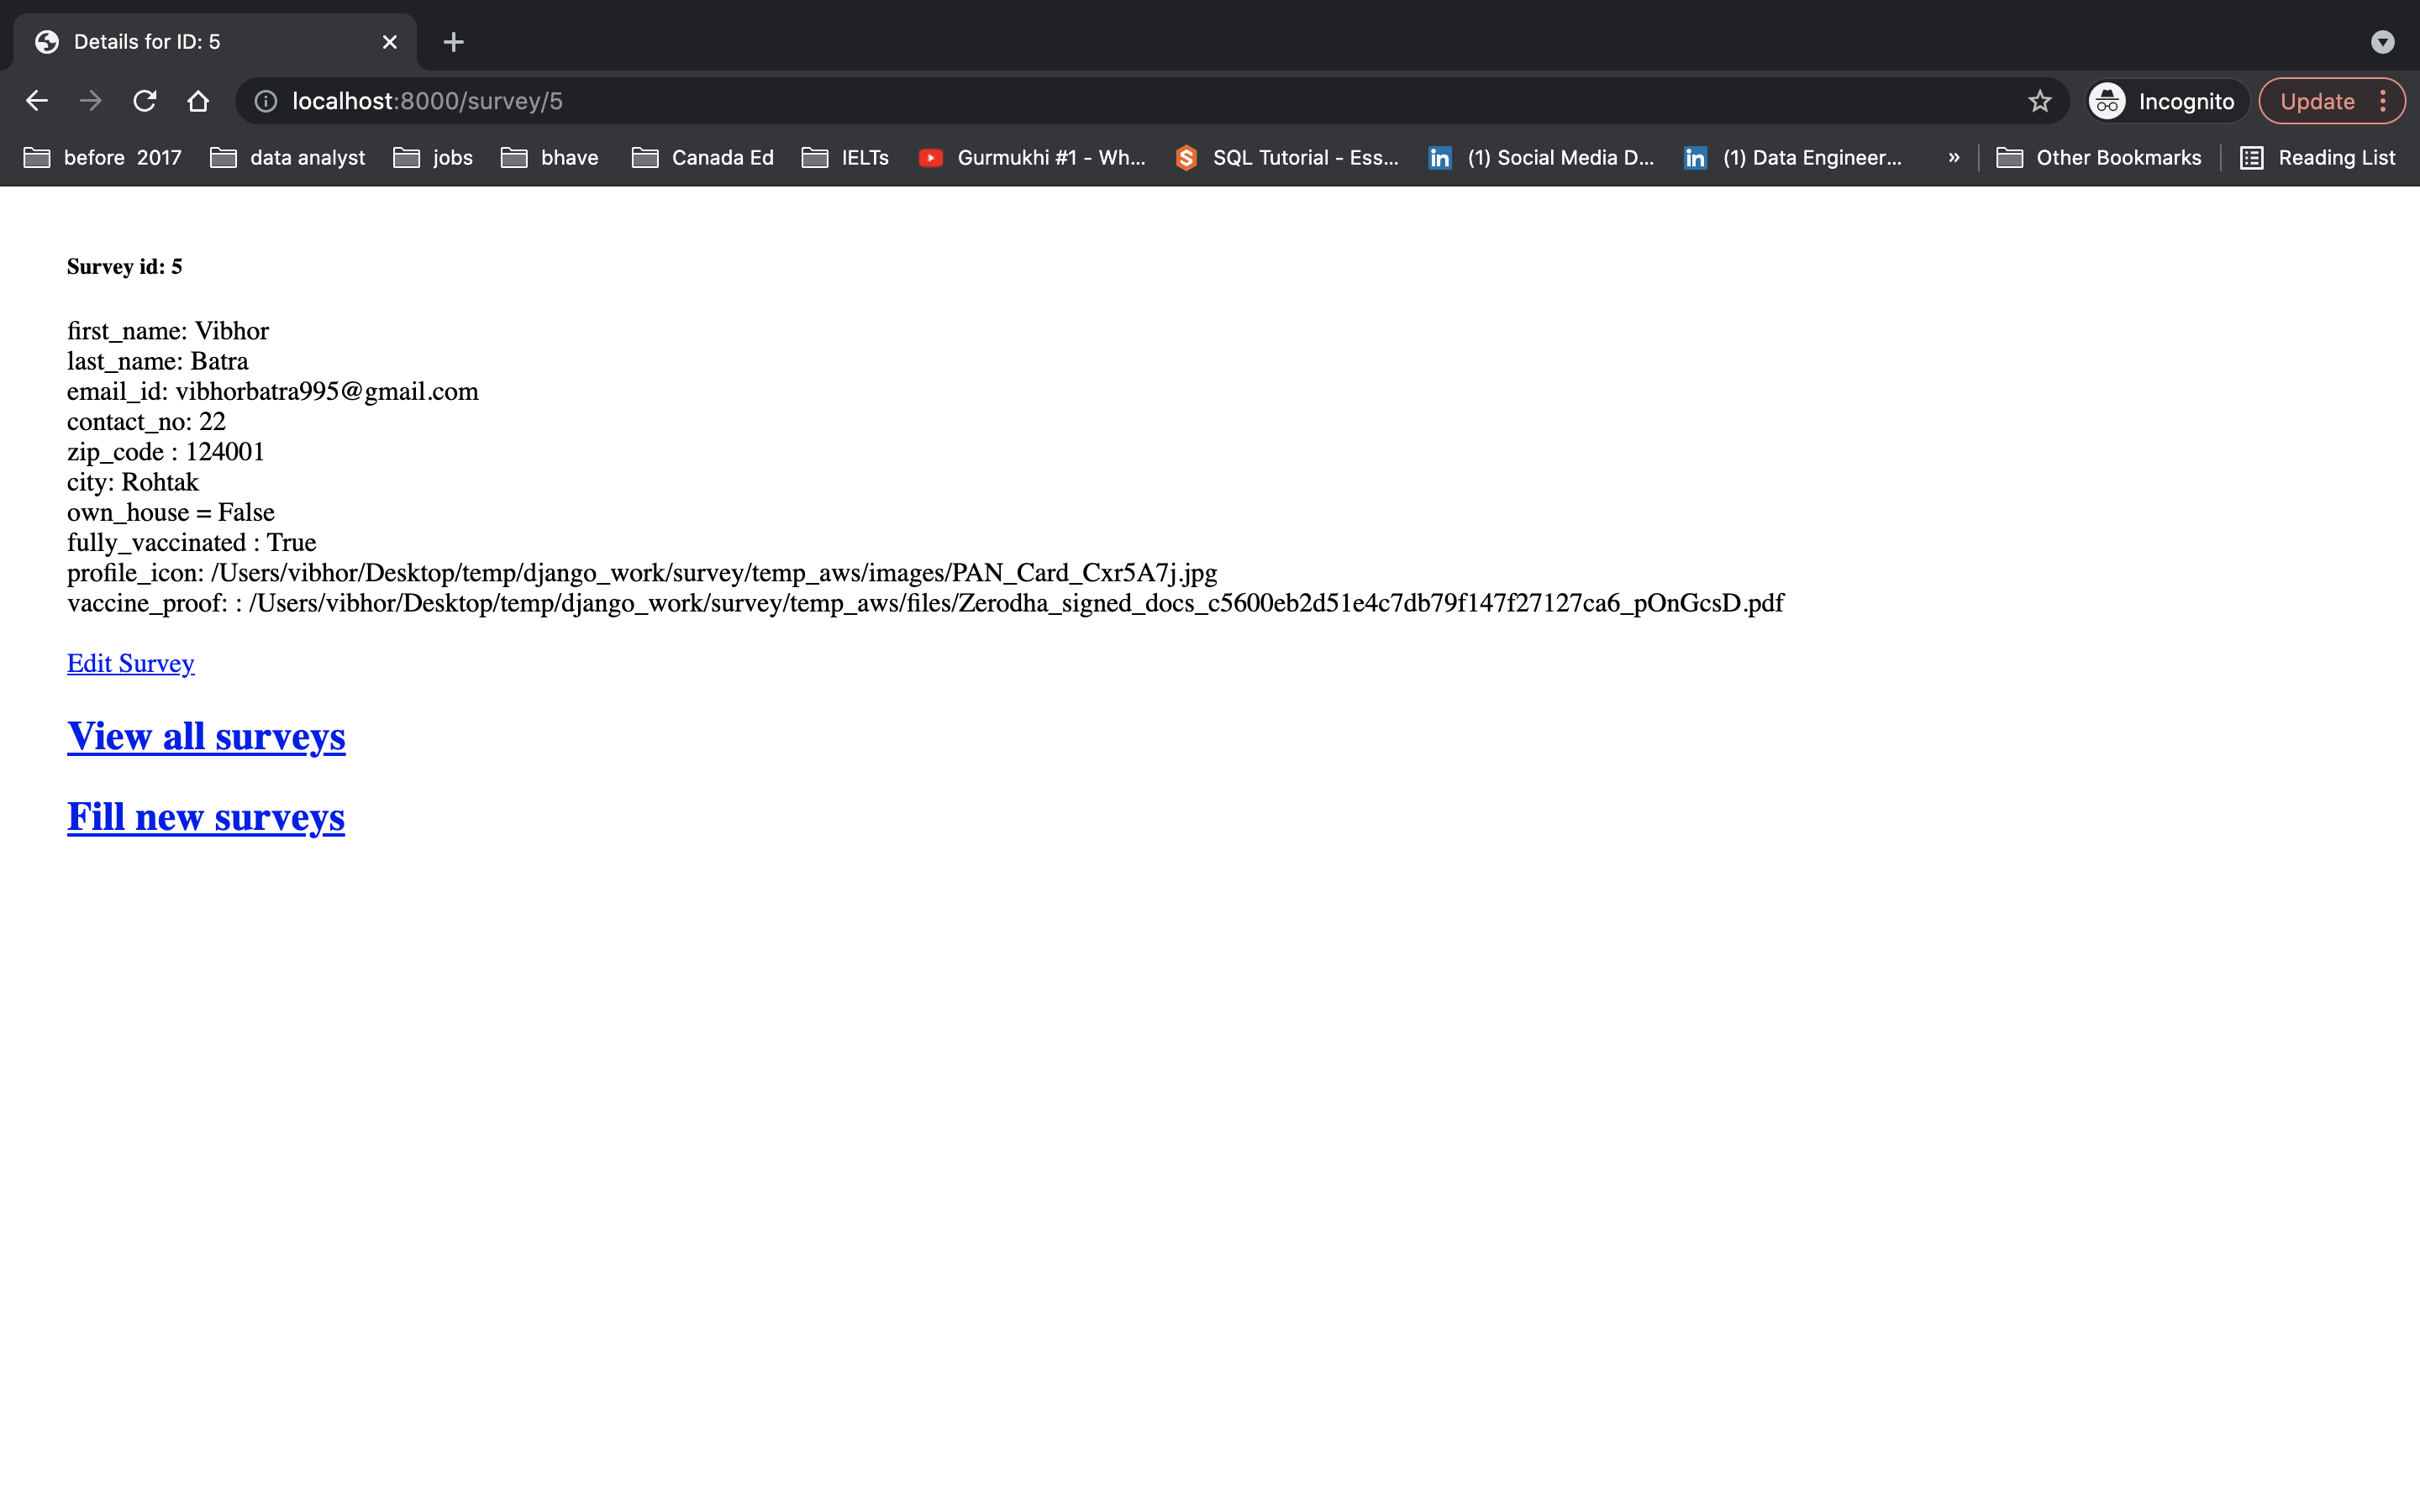 Details for ID: 5
localhost:8000/survey/5
Incognito
Update
before 2017
data analyst
jobs
bhave
Canada Ed
IELTs
Gurmukhi #1 - Wh...
SQL Tutorial - Ess...
(1) Social Media D...
(1) Data Engineer...
»
Other Bookmarks
Reading List
Survey id: 5
first_name: Vibhor
last_name: Batra
email_id: vibhorbatra995@gmail.com
contact_no: 22
zip_code : 124001
city: Rohtak
own_house = False
fully_vaccinated : True
profile_icon: /Users/vibhor/Desktop/temp/django_work/survey/temp_aws/images/PAN_Card_Cxr5A7j.jpg
vaccine_proof: : /Users/vibhor/Desktop/temp/django_work/survey/temp_aws/files/Zerodha_signed_docs_c5600eb2d51e4c7db79f147f27127ca6_pOnGcsD.pdf
Edit Survey
View all surveys
Fill new surveys